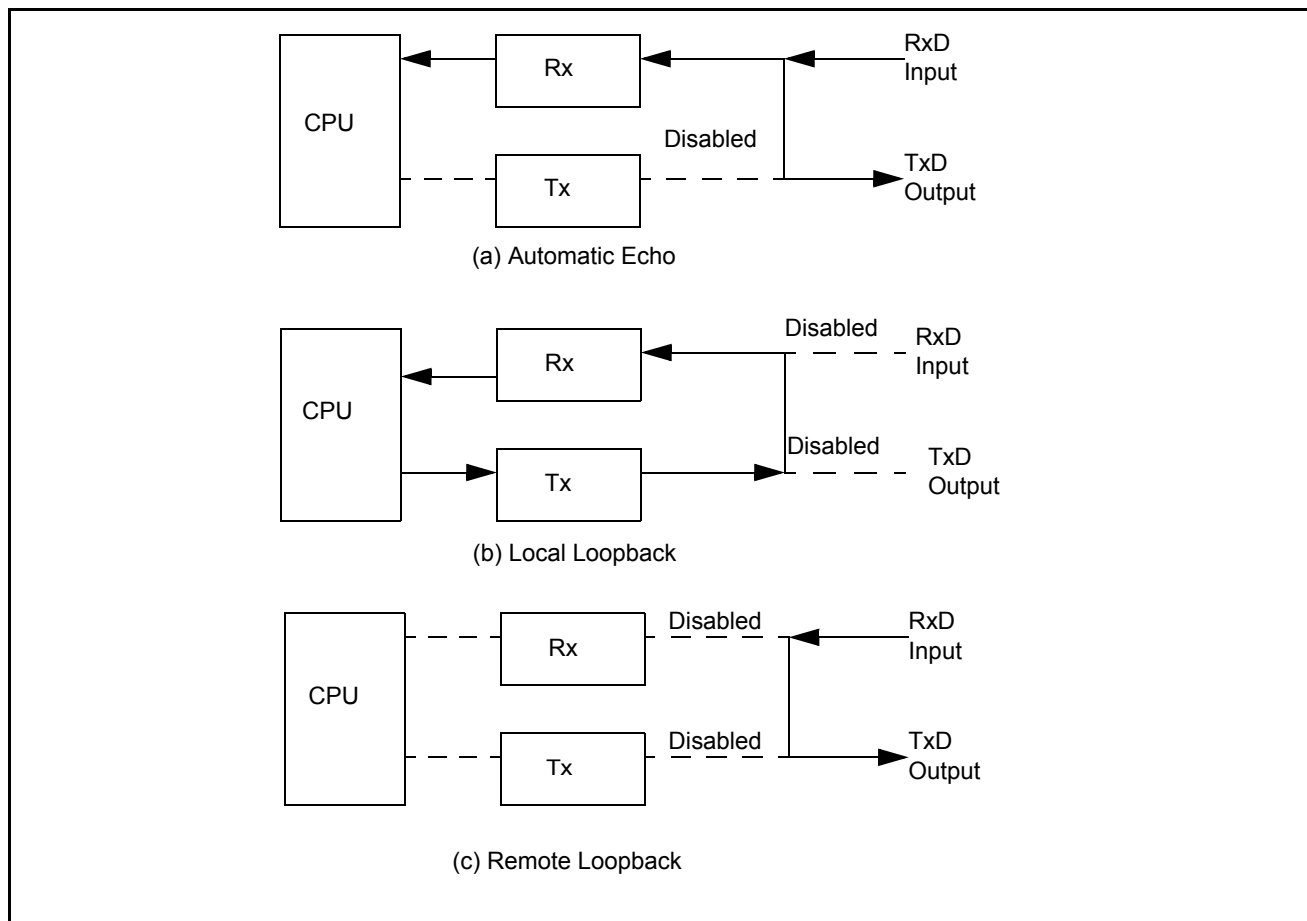 RxD
Input
Rx
CPU
Disabled
TxD
Output
Tx
(a) Automatic Echo
Disabled
RxD
Input
Rx
CPU
Disabled
TxD
Output
Tx
(b) Local Loopback
Disabled
RxD
Input
Rx
CPU
Disabled
TxD
Output
Tx
(c) Remote Loopback